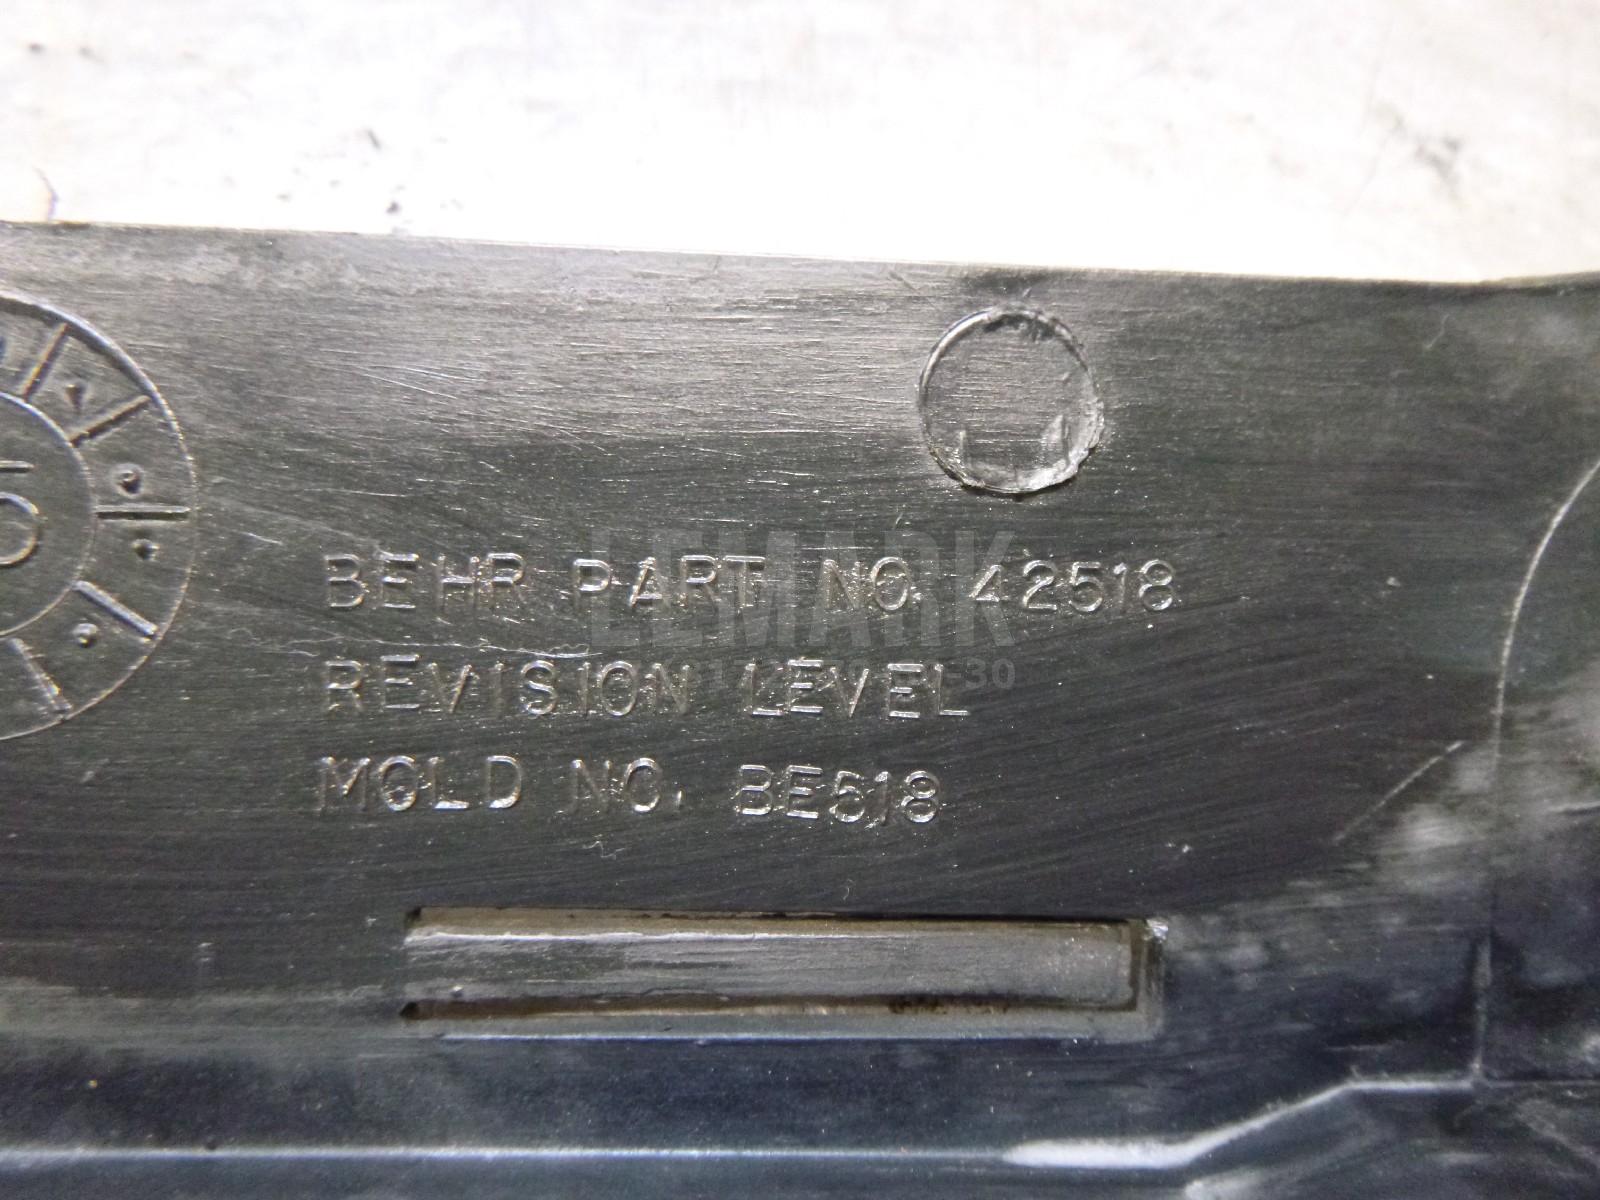 BEHR PART NO. 42518
REVISION LEVEL
MOLD NO. BE518
LEMARK